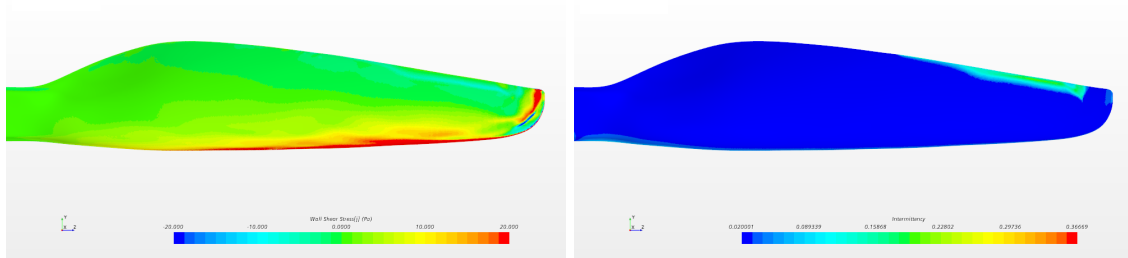 Wall Shear Stress[j] (Pa)
-20.000 -10.000 0.0000 10.000 20.000
Y
X Z
Intermittency
0.020001 0.089339 0.15868 0.22802 0.29736 0.36669
Y
X Z